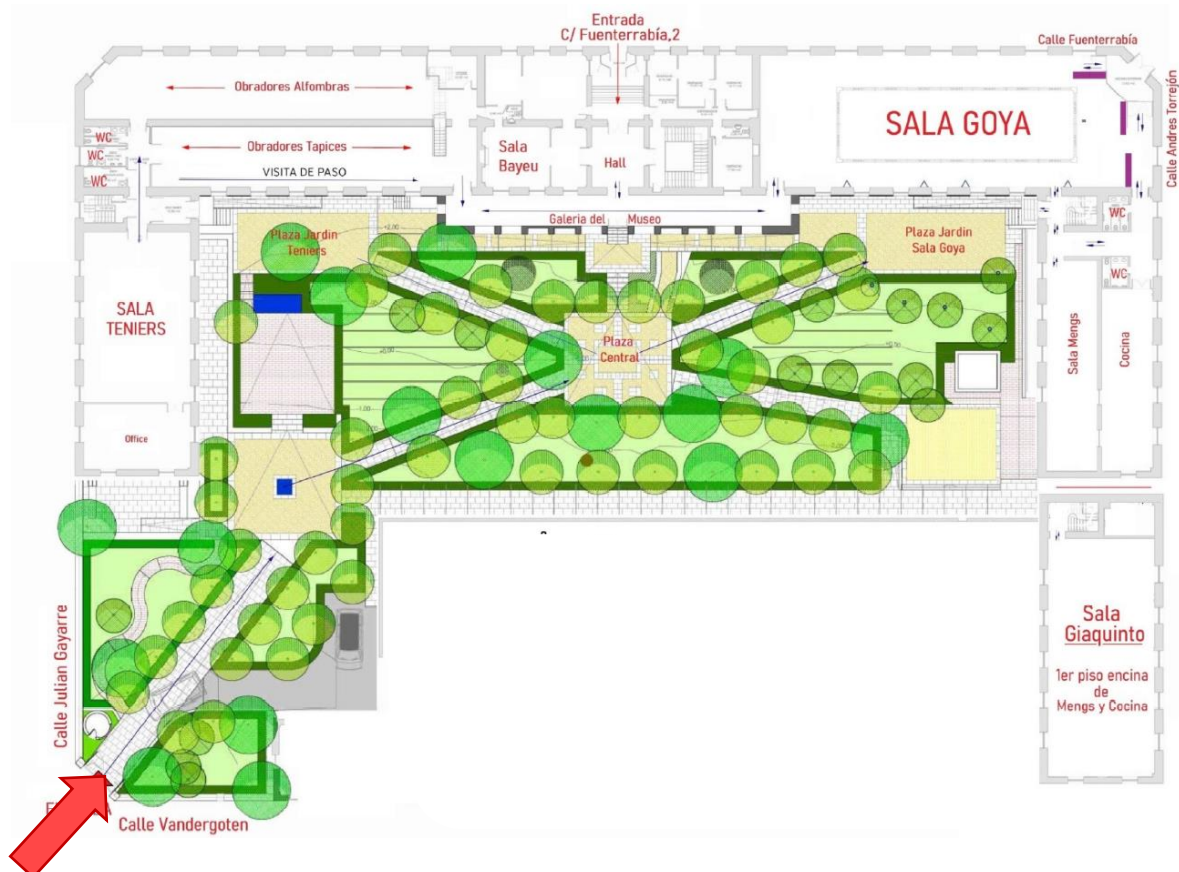 Entrada
C/ Fuenterrabía,2
Calle Fuenterrabía
Obradores Alfombras
SALA GOYA
Calle Andres Torrejón
WC
WC
WC
Obradores Tapices
VISITA DE PASO
Sala
Bayeu
Hall
Plaza Jardin
Teniers
Galeria del Museo
Plaza Jardin
Sala Goya
WC
WC
SALA
TENIERS
Plaza
Central
Sala Mengs
Cocina
Office
Calle Julian Gayarre
Sala
Giaquinto
1er piso encina
de
Mengs y Cocina
Calle Vandergoten